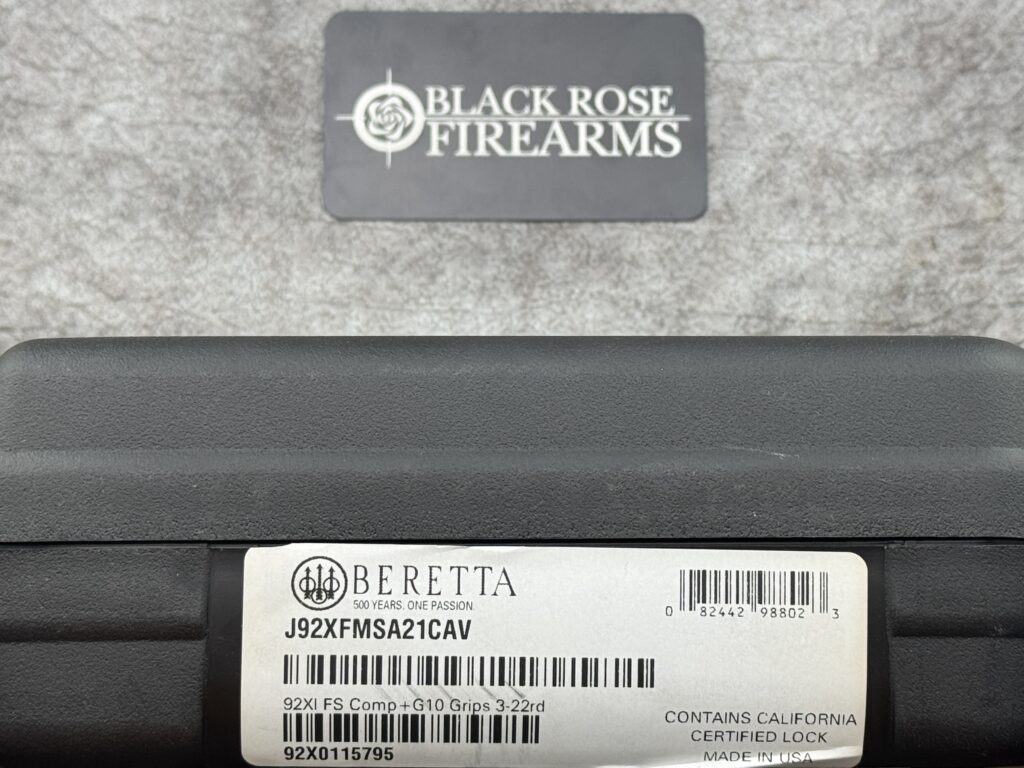 BLACK ROSE
FIREARMS
BERETTA
500 YEARS. ONE PASSION.
J92XFMSA21CAV
0 82442 98802 3
92XI FS Comp+G10 Grips 3-22rd
92X0115795
CONTAINS CALIFORNIA
CERTIFIED LOCK
MADE IN USA